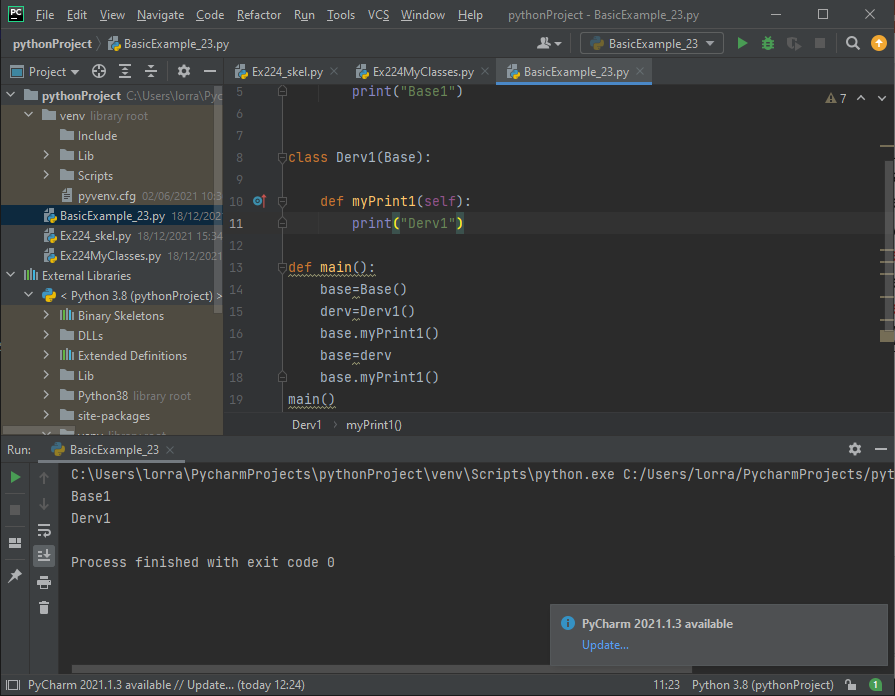 PC File Edit View Navigate Code Refactor Run Tools VCS Window Help pythonProject - BasicExample_23.py
pythonProject BasicExample_23.py BasicExample_23
Project Ex224_skel.py Ex224MyClasses.py BasicExample_23.py
pythonProject C:\Users\lorra\Pyc
venv library root
Include
Lib
Scripts
pyvenv.cfg 02/06/2021 10:3
BasicExample_23.py 18/12/202
Ex224_skel.py 18/12/2021 15:34
Ex224MyClasses.py 18/12/2021
External Libraries
< Python 3.8 (pythonProject) >
Binary Skeletons
DLLs
Extended Definitions
Lib
Python38 library root
site-packages
5 print("Base1")
7
6
7
8 class Derv1(Base):
9
10 def myPrint1(self):
11 print("Derv1")
12
13 def main():
14 base=Base()
15 derv=Derv1()
16 base.myPrint1()
17 base=derv
18 base.myPrint1()
19 main()
Derv1 myPrint1()
Run: BasicExample_23
C:\Users\lorra\PycharmProjects\pythonProject\venv\Scripts\python.exe C:/Users/lorra/PycharmProjects/pyt
Base1
Derv1
Process finished with exit code 0
PyCharm 2021.1.3 available
Update...
PyCharm 2021.1.3 available // Update... (today 12:24) 11:23 Python 3.8 (pythonProject) 1